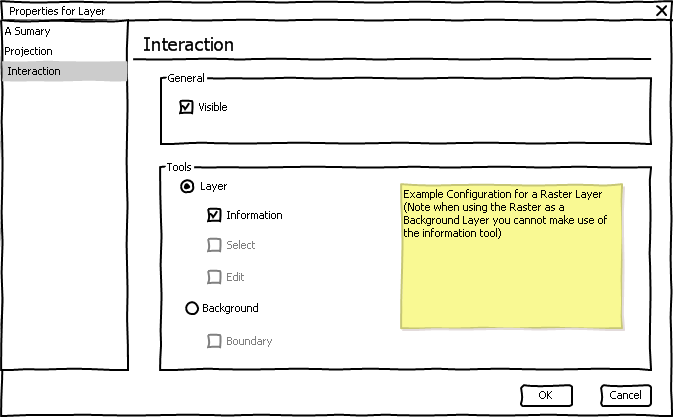 Properties for Layer
A Sumary
Projection
Interaction
Interaction
General
Visible
Tools
Layer
Information
Select
Edit
Background
Boundary
Example Configuration for a Raster Layer
(Note when using the Raster as a
Background Layer you cannot make use of
the information tool)
OK
Cancel